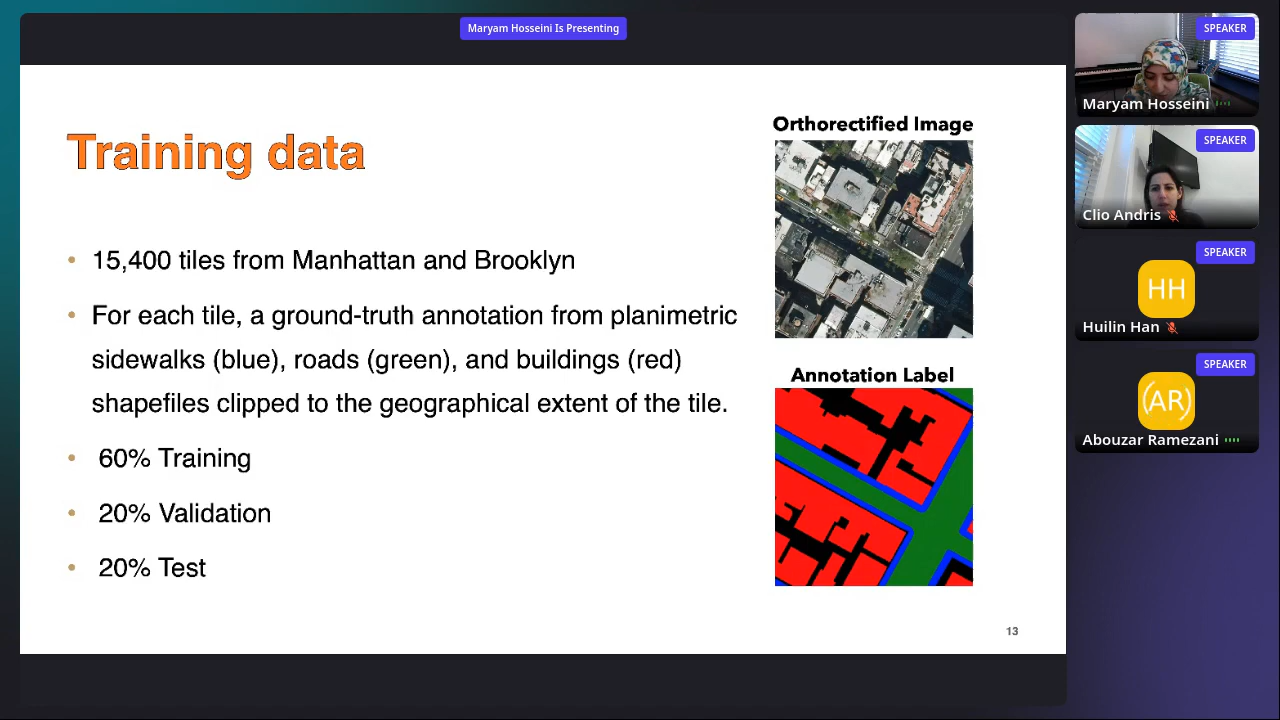 Maryam Hosseini Is Presenting
Training data
• 15,400 tiles from Manhattan and Brooklyn
• For each tile, a ground-truth annotation from planimetric
sidewalks (blue), roads (green), and buildings (red)
shapefiles clipped to the geographical extent of the tile.
• 60% Training
• 20% Validation
• 20% Test
Orthorectified Image
Annotation Label
13
SPEAKER
Maryam Hosseini
SPEAKER
Clio Andris
SPEAKER
HH
Huilin Han
SPEAKER
(AR)
Abouzar Ramezani